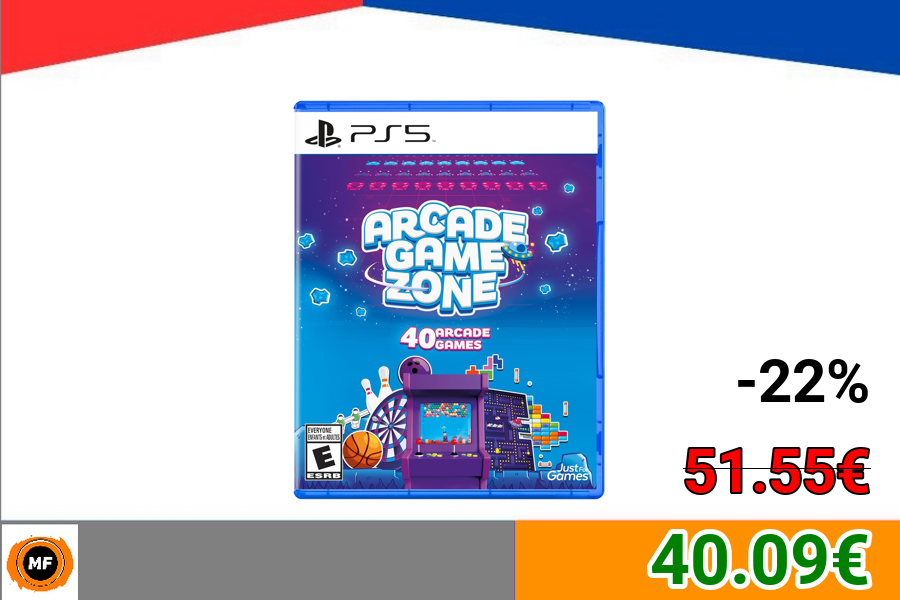 PS5
ARCADE
GAME
ZONE
40 ARCADE
GAMES
EVERYONE
ENFANTS et ADULTES
E
ESRB
Just For
Games
-22%
51.55€
MF
40.09€